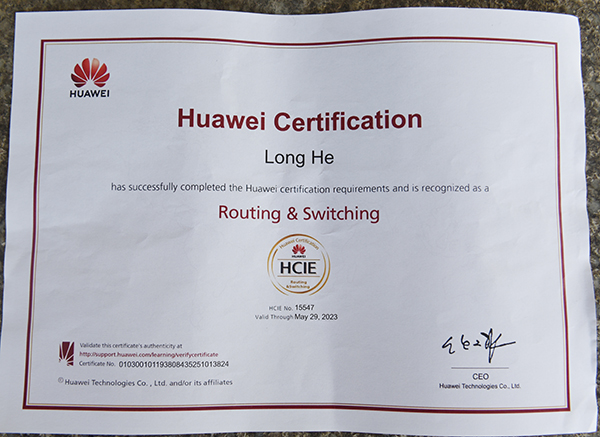 HUAWEI
Huawei Certification
Long He
has successfully completed the Huawei certification requirements and is recognized as a
Routing & Switching
Huawei Certification
HUAWEI
HCIE
Routing
&Switching
HCIE No. 15547
Valid Through May 29, 2023
Validate this certificate's authenticity at
http://support.huawei.com/learning/verifycertificate
Certificate No. 010300101193808435251013824
© Huawei Technologies Co., Ltd. and/or its affiliates
CEO
Huawei Technologies Co., Ltd.